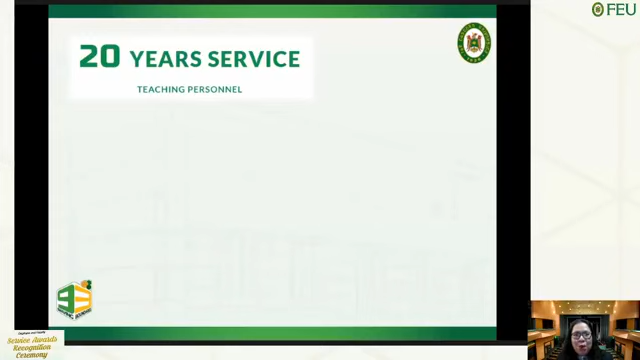 FEU
20 YEARS SERVICE
TEACHING PERSONNEL
Service Awards
Recognition
Ceremony